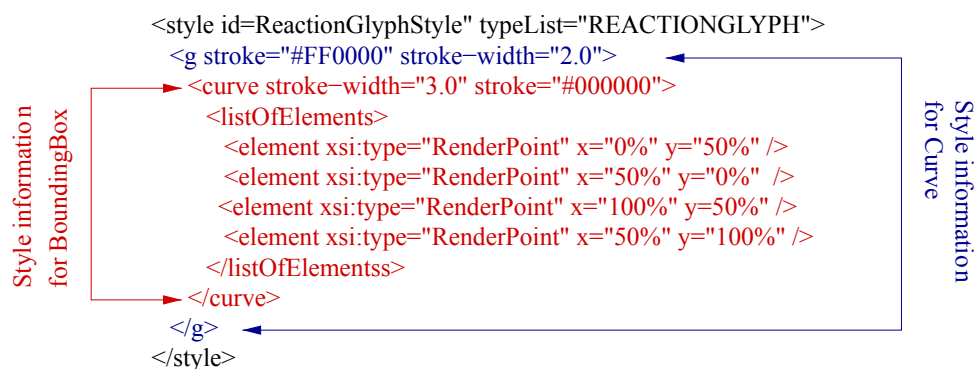 <style id=ReactionGlyphStyle" typeList="REACTIONGLYPH">
<g stroke="#FF0000" stroke−width="2.0">
<curve stroke−width="3.0" stroke="#000000">
<listOfElements>
<element xsi:type="RenderPoint" x="0%" y="50%" />
<element xsi:type="RenderPoint" x="50%" y="0%" />
<element xsi:type="RenderPoint" x="100%" y=50%" />
<element xsi:type="RenderPoint" x="50%" y="100%" />
</listOfElementss>
</curve>
</g>
</style>
Style information
for BoundingBox
Style information
for Curve